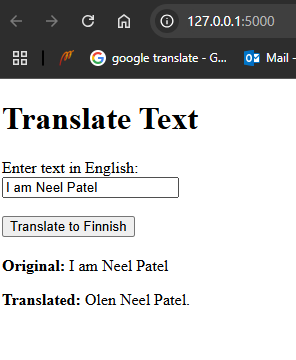 127.0.0.1:5000
google translate - G... Mail -
Translate Text
Enter text in English:
I am Neel Patel
Translate to Finnish
Original: I am Neel Patel
Translated: Olen Neel Patel.